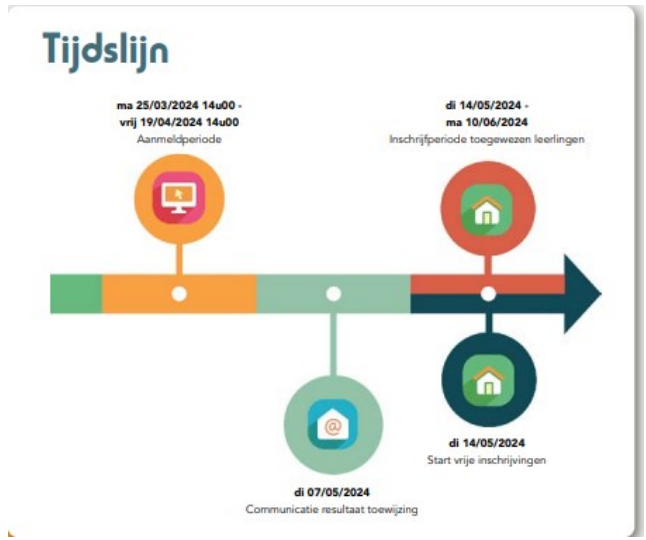 Tijdslijn
ma 25/03/2024 14u00 -
vrij 19/04/2024 14u00
Aanmeldperiode
di 14/05/2024 -
ma 10/06/2024
Inschrijfperiode toegewezen leerlingen
@
di 07/05/2024
Communicatie resultaat toewijzing
di 14/05/2024
Start vrije inschrijvingen